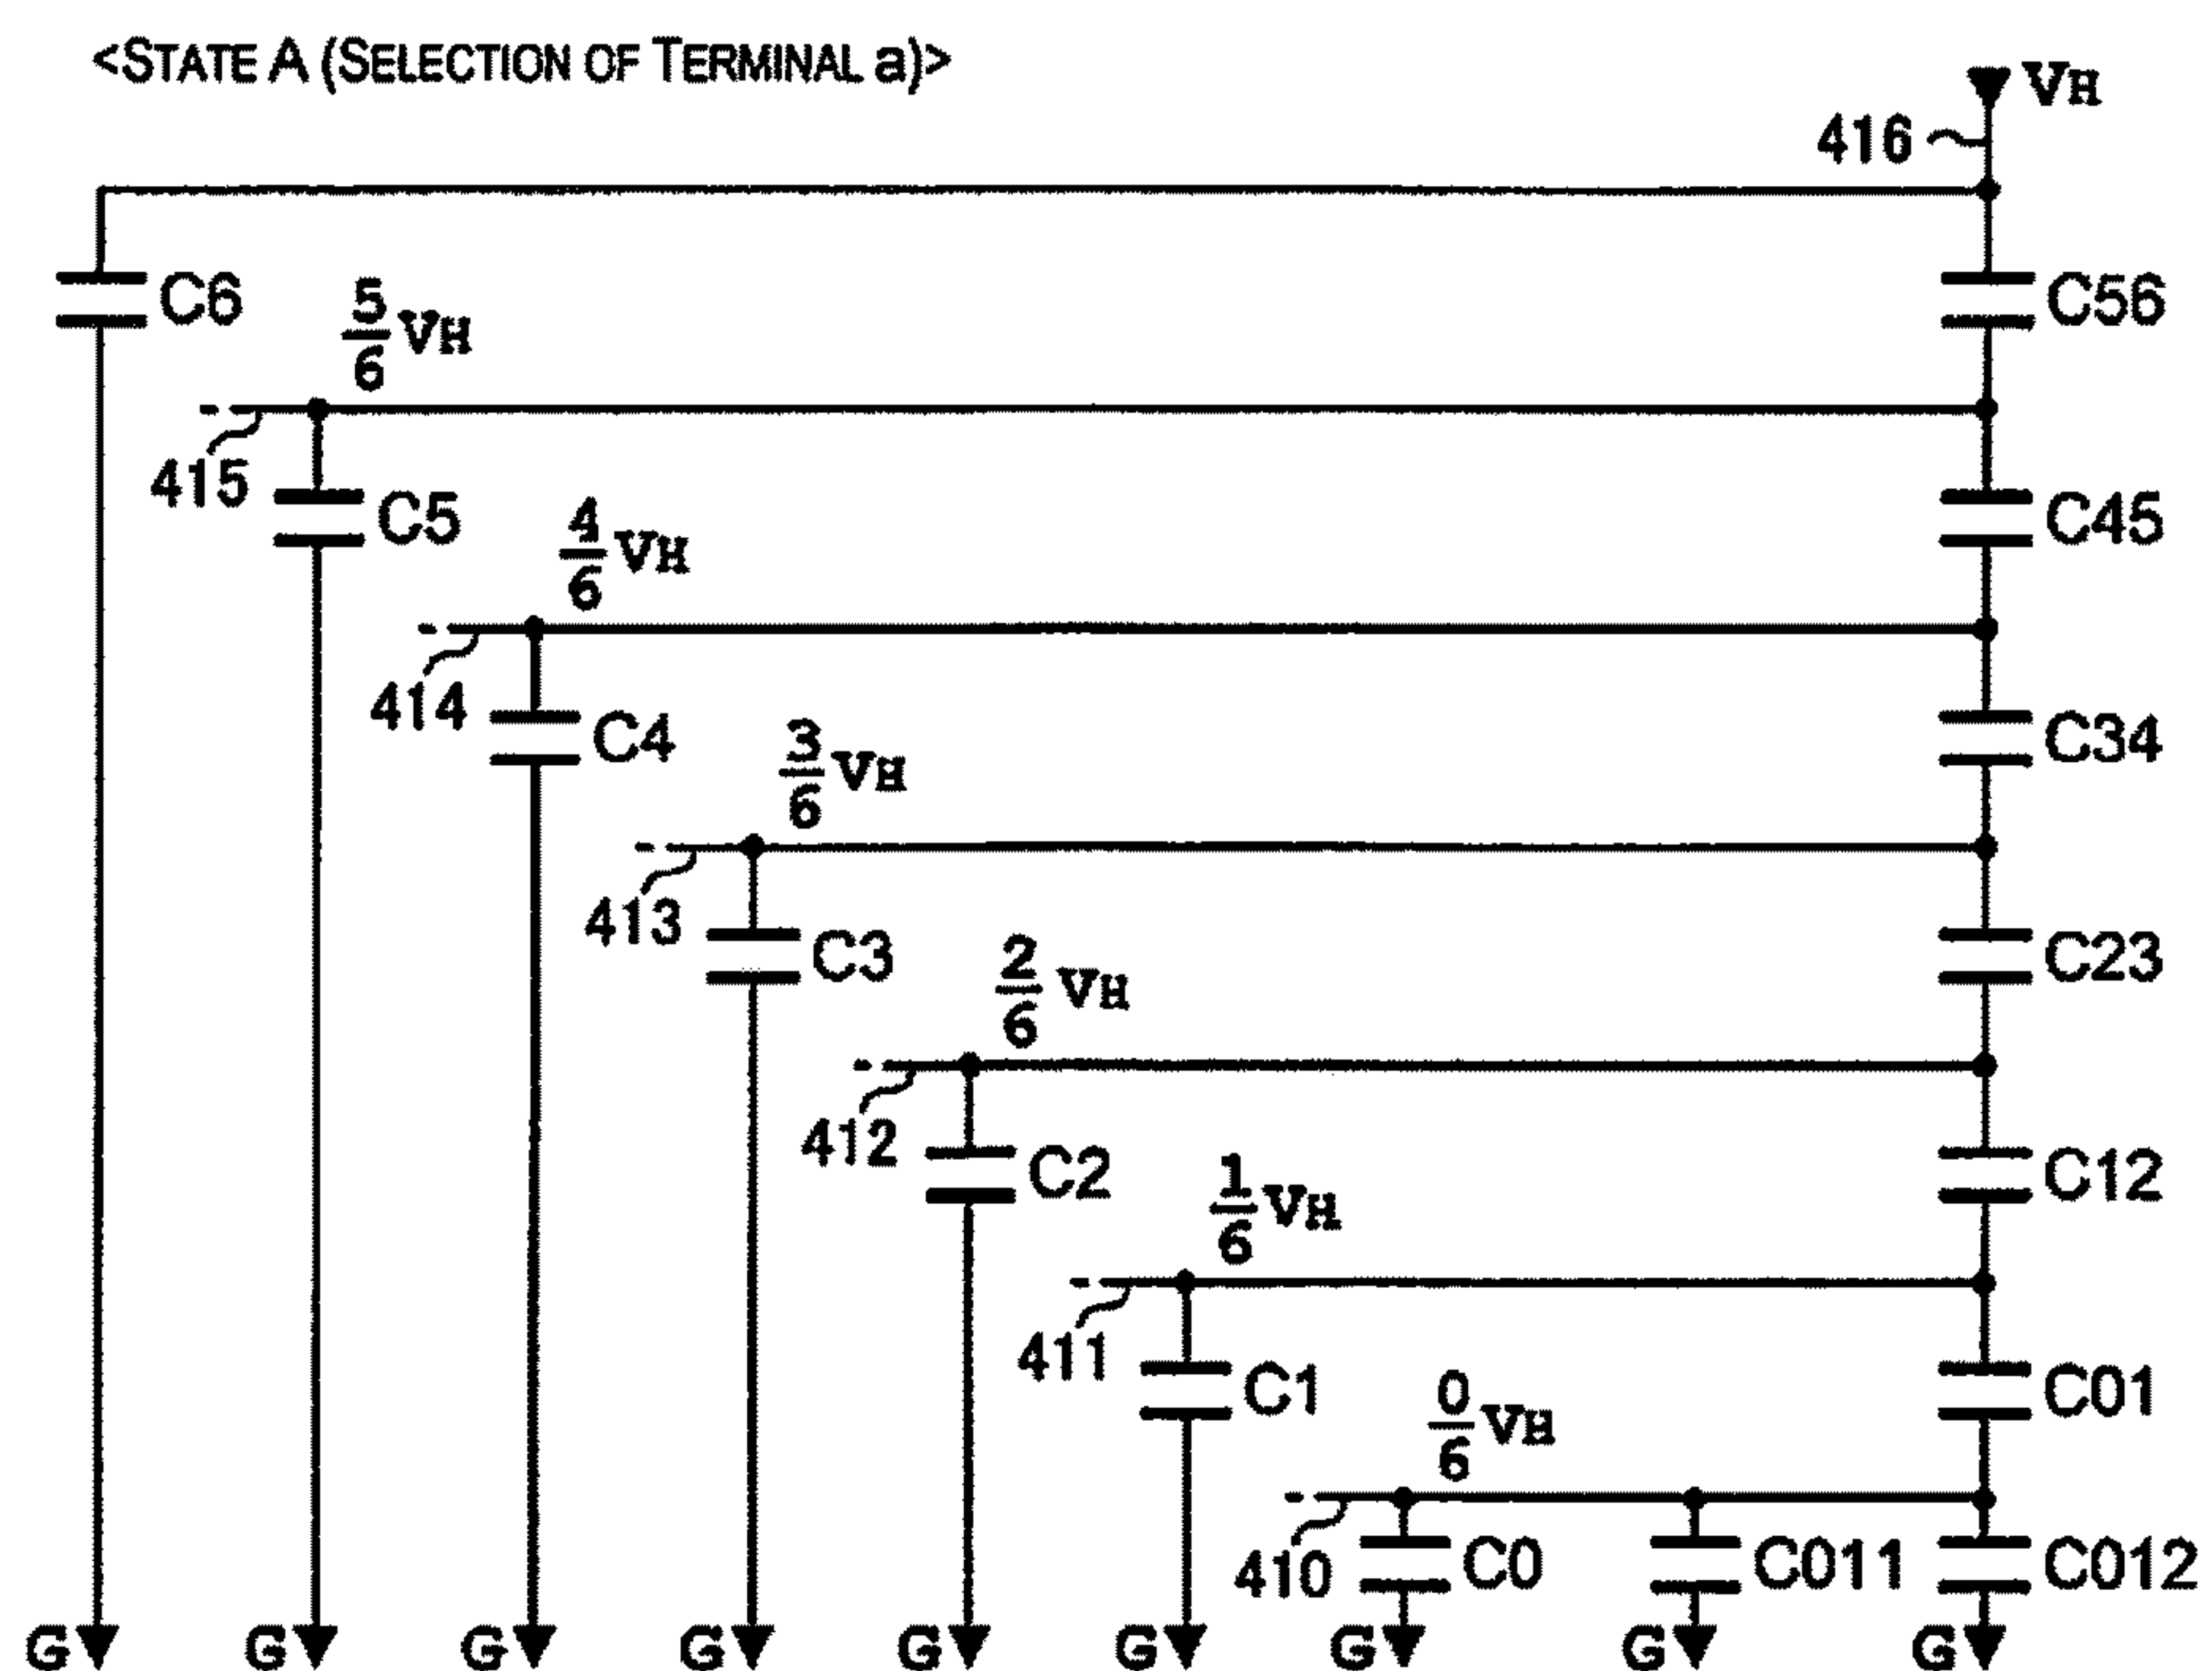 <STATE A (SELECTION OF TERMINAL a)>
VH
416
C6
5/6 VH
C56
415
C5
4/6 VH
C45
414
C4
3/6 VH
C34
413
C3
2/6 VH
C23
412
C2
1/6 VH
C12
411
C1
0/6 VH
C01
410
C0
C011
C012
G G G G G G G G G